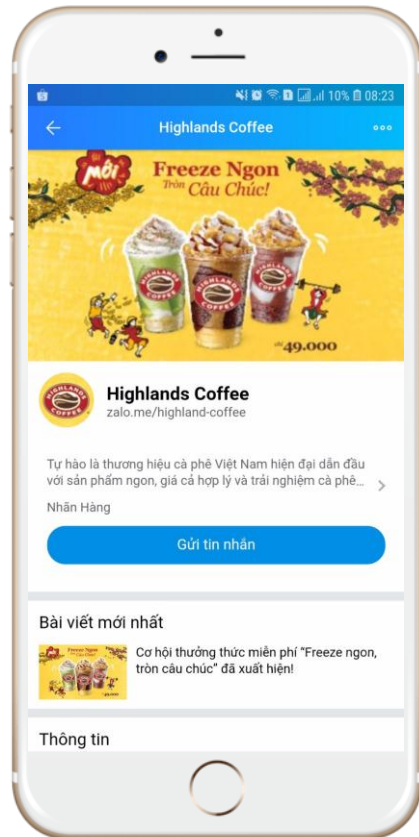 10% 08:23
Highlands Coffee
Mới
Freeze Ngon
Tròn Câu Chúc!
HIGHLANDS COFFEE
HIGHLANDS COFFEE
HIGHLANDS COFFEE
49.000
HIGHLANDS COFFEE
Highlands Coffee
zalo.me/highland-coffee
Tự hào là thương hiệu cà phê Việt Nam hiện đại dẫn đầu
với sản phẩm ngon, giá cả hợp lý và trải nghiệm cà phê...
Nhãn Hàng
Gửi tin nhắn
Bài viết mới nhất
Freeze Ngon
49.000
Cơ hội thưởng thức miễn phí “Freeze ngon,
tròn câu chúc” đã xuất hiện!
Thông tin